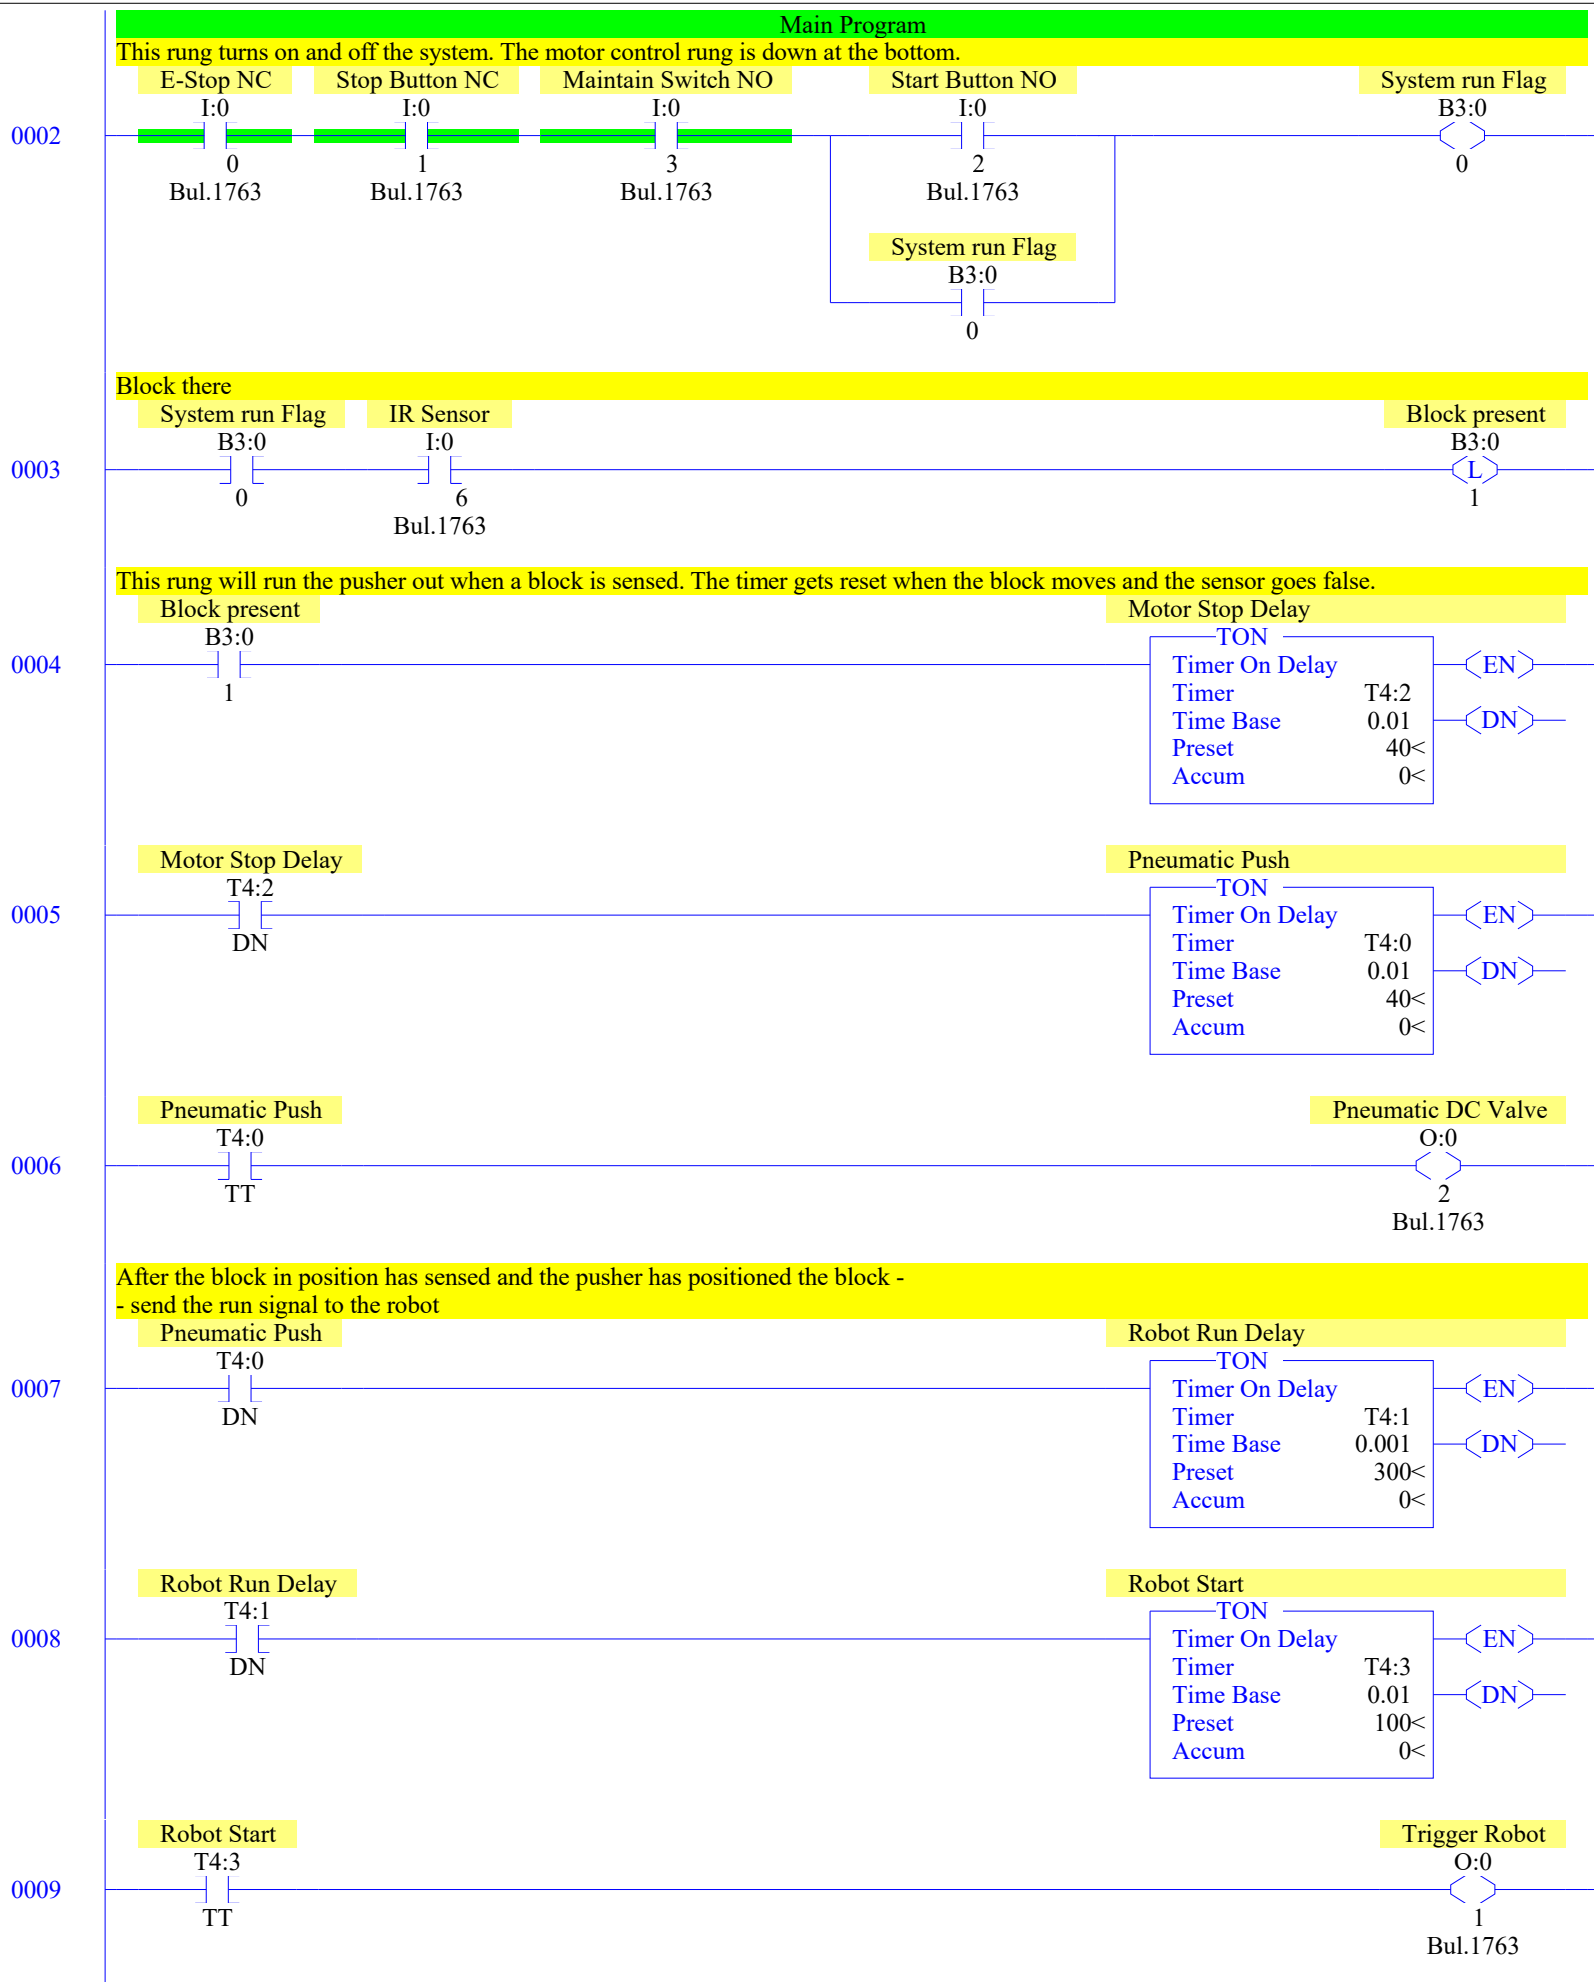 Main Program
This rung turns on and off the system. The motor control rung is down at the bottom.
E-Stop NC Stop Button NC Maintain Switch NO Start Button NO System run Flag
I:0 I:0 I:0 I:0 B3:0
0002
0 1 3 2 0
Bul.1763 Bul.1763 Bul.1763 Bul.1763
System run Flag
B3:0
0
Block there
System run Flag IR Sensor Block present
B3:0 I:0 B3:0
0003 L
0 6 1
Bul.1763
This rung will run the pusher out when a block is sensed. The timer gets reset when the block moves and the sensor goes false.
Block present Motor Stop Delay
B3:0 TON
0004 Timer On Delay EN
1 Timer T4:2
Time Base 0.01 DN
Preset 40<
Accum 0<
Motor Stop Delay Pneumatic Push
T4:2 TON
0005 Timer On Delay EN
DN Timer T4:0
Time Base 0.01 DN
Preset 40<
Accum 0<
Pneumatic Push Pneumatic DC Valve
T4:0 O:0
0006
TT 2
Bul.1763
After the block in position has sensed and the pusher has positioned the block -
- send the run signal to the robot
Pneumatic Push Robot Run Delay
T4:0 TON
0007 Timer On Delay EN
DN Timer T4:1
Time Base 0.001 DN
Preset 300<
Accum 0<
Robot Run Delay Robot Start
T4:1 TON
0008 Timer On Delay EN
DN Timer T4:3
Time Base 0.01 DN
Preset 100<
Accum 0<
Robot Start Trigger Robot
T4:3 O:0
0009
TT 1
Bul.1763